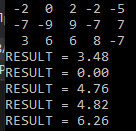 -2 0 2 -2 -5
-7 -9 9 -7 7
3 6 6 8 -7
RESULT = 3.48
RESULT = 0.00
RESULT = 4.76
RESULT = 4.82
RESULT = 6.26